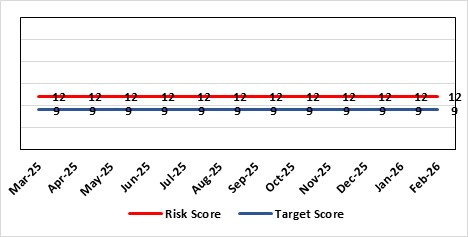 12 12 12 12 12 12 12 12 12 12 12 12
9 9 9 9 9 9 9 9 9 9 9 9
Mar-25 Apr-25 May-25 Jun-25 Jul-25 Aug-25 Sep-25 Oct-25 Nov-25 Dec-25 Jan-26 Feb-26
Risk Score Target Score